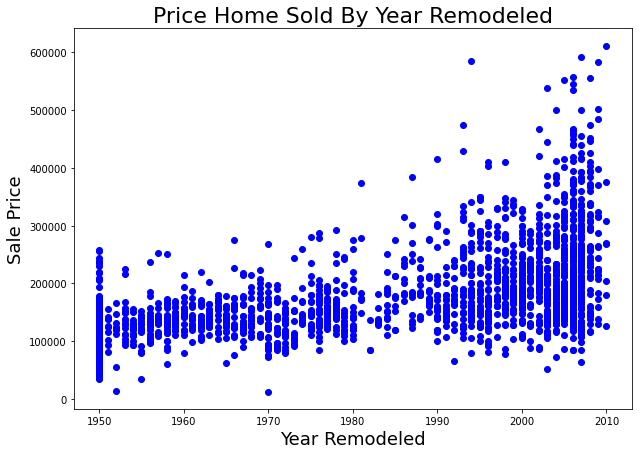 Price Home Sold By Year Remodeled
600000
500000
400000
300000
200000
100000
0
Sale Price
1950 1960 1970 1980 1990 2000 2010
Year Remodeled